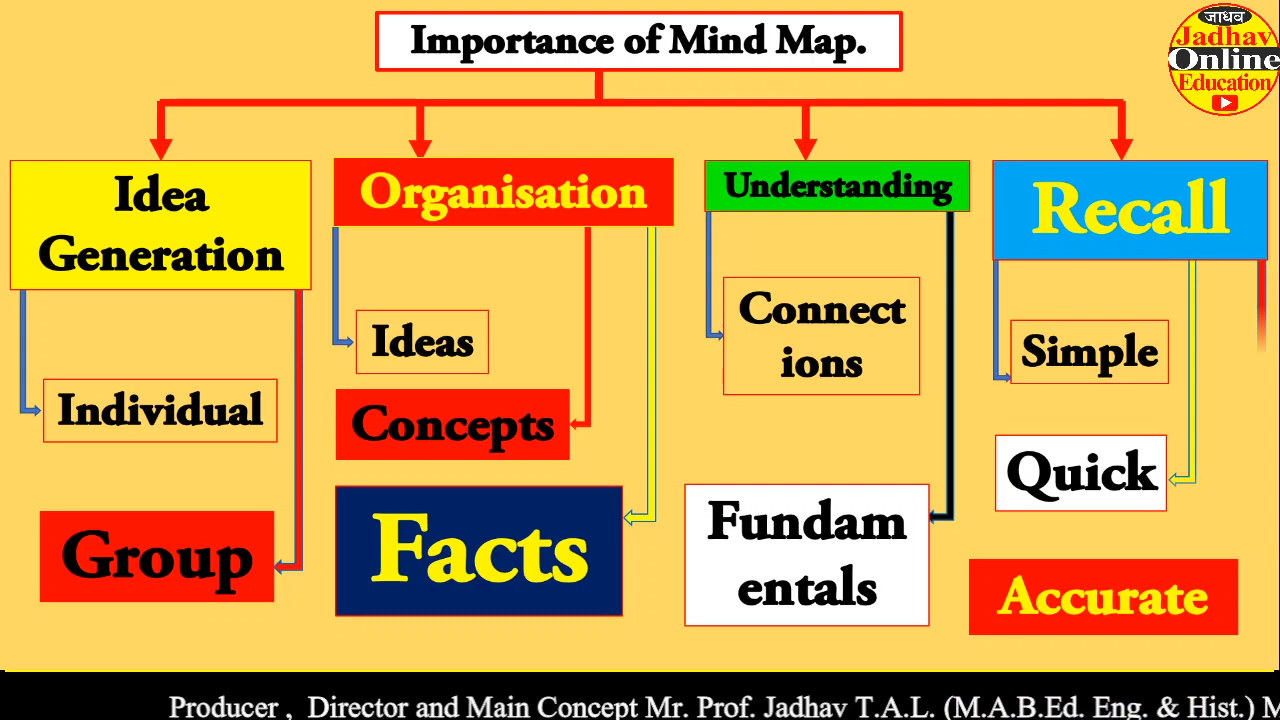 Importance of Mind Map.
जाधव
Jadhav
Online
Education
Idea
Generation
Individual
Group
Organisation
Ideas
Concepts
Facts
Understanding
Connect
ions
Fundam
entals
Recall
Simple
Quick
Accurate
Producer , Director and Main Concept Mr. Prof. Jadhav T.A.L. (M.A.B.Ed. Eng. & Hist.) M